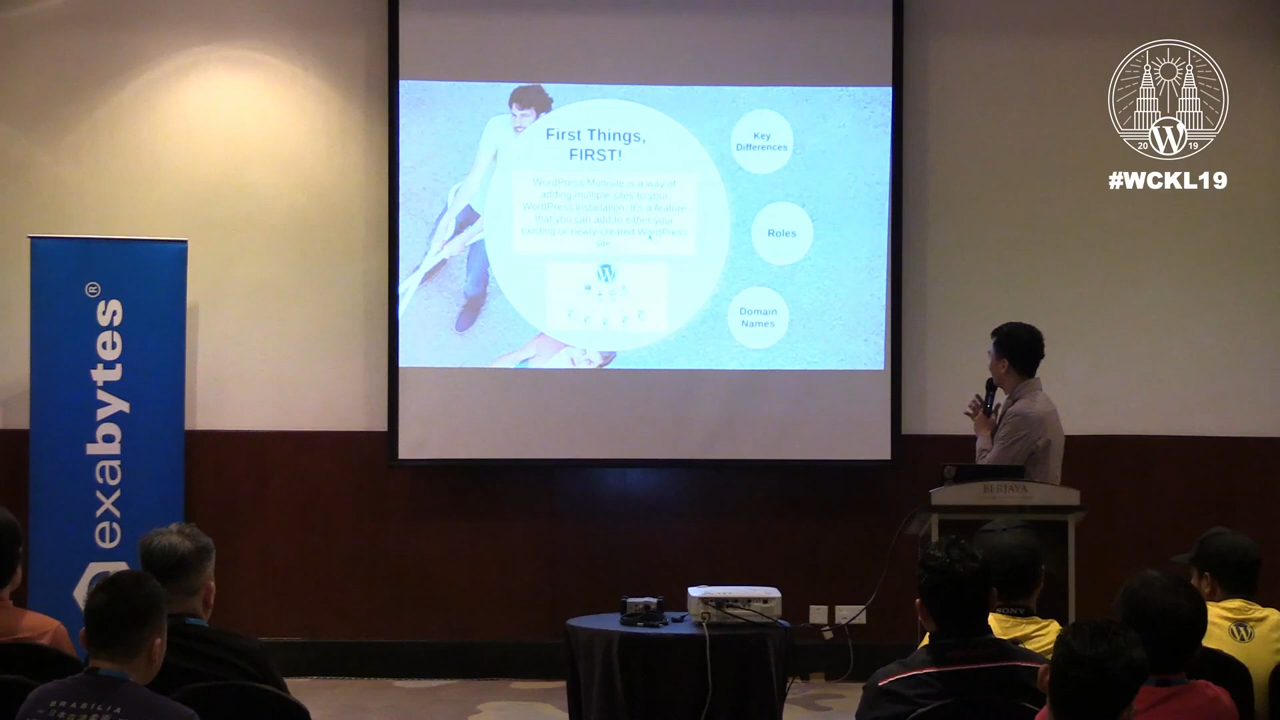 20 19
#WCKL19
First Things,
FIRST!
WordPress Multisite is a way of
adding multiple sites to your
WordPress Installation. It's a feature
that you can add to either your
existing or newly created WordPress
site.
Key
Differences
Roles
Domain
Names
exabytes®
BERJAYA
SONY
BRASILIA